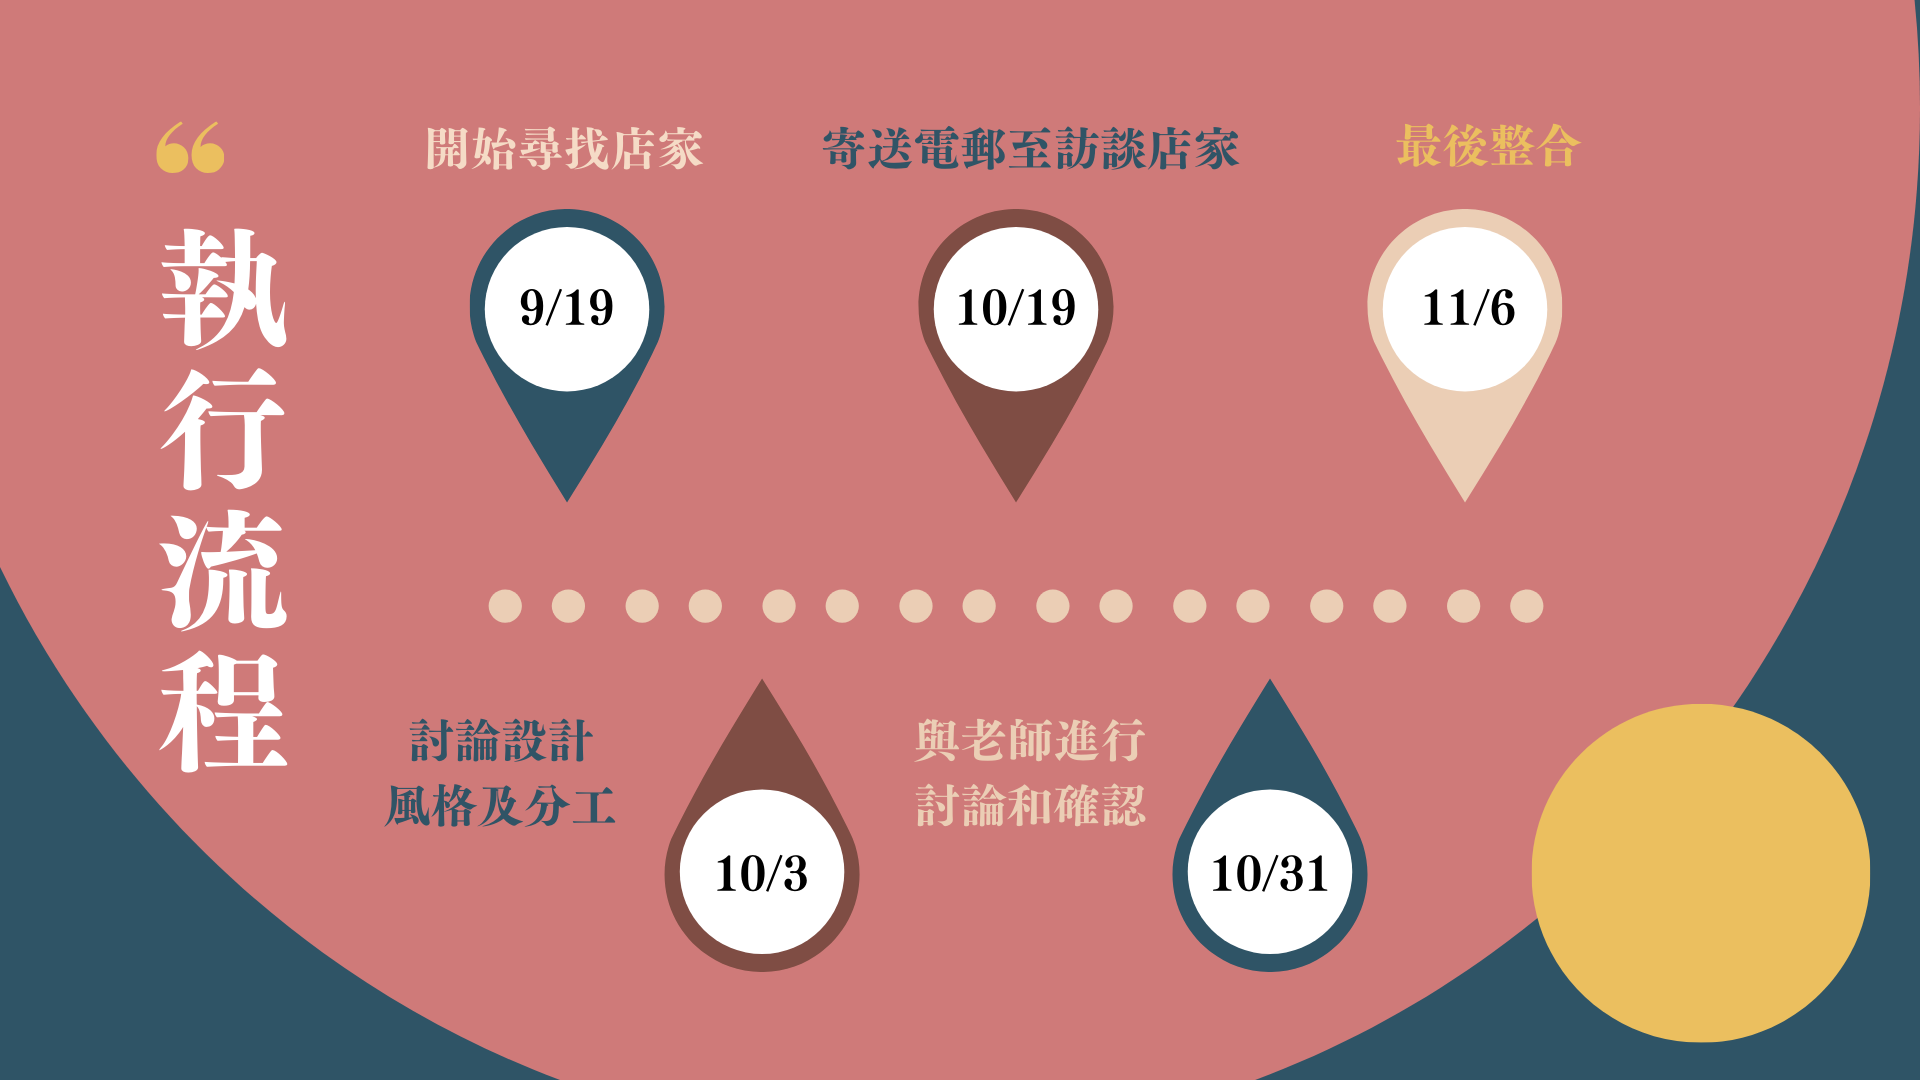 “
執行流程
開始尋找店家
9/19
寄送電郵至訪談店家
10/19
最後整合
11/6
討論設計
風格及分工
10/3
與老師進行
討論和確認
10/31